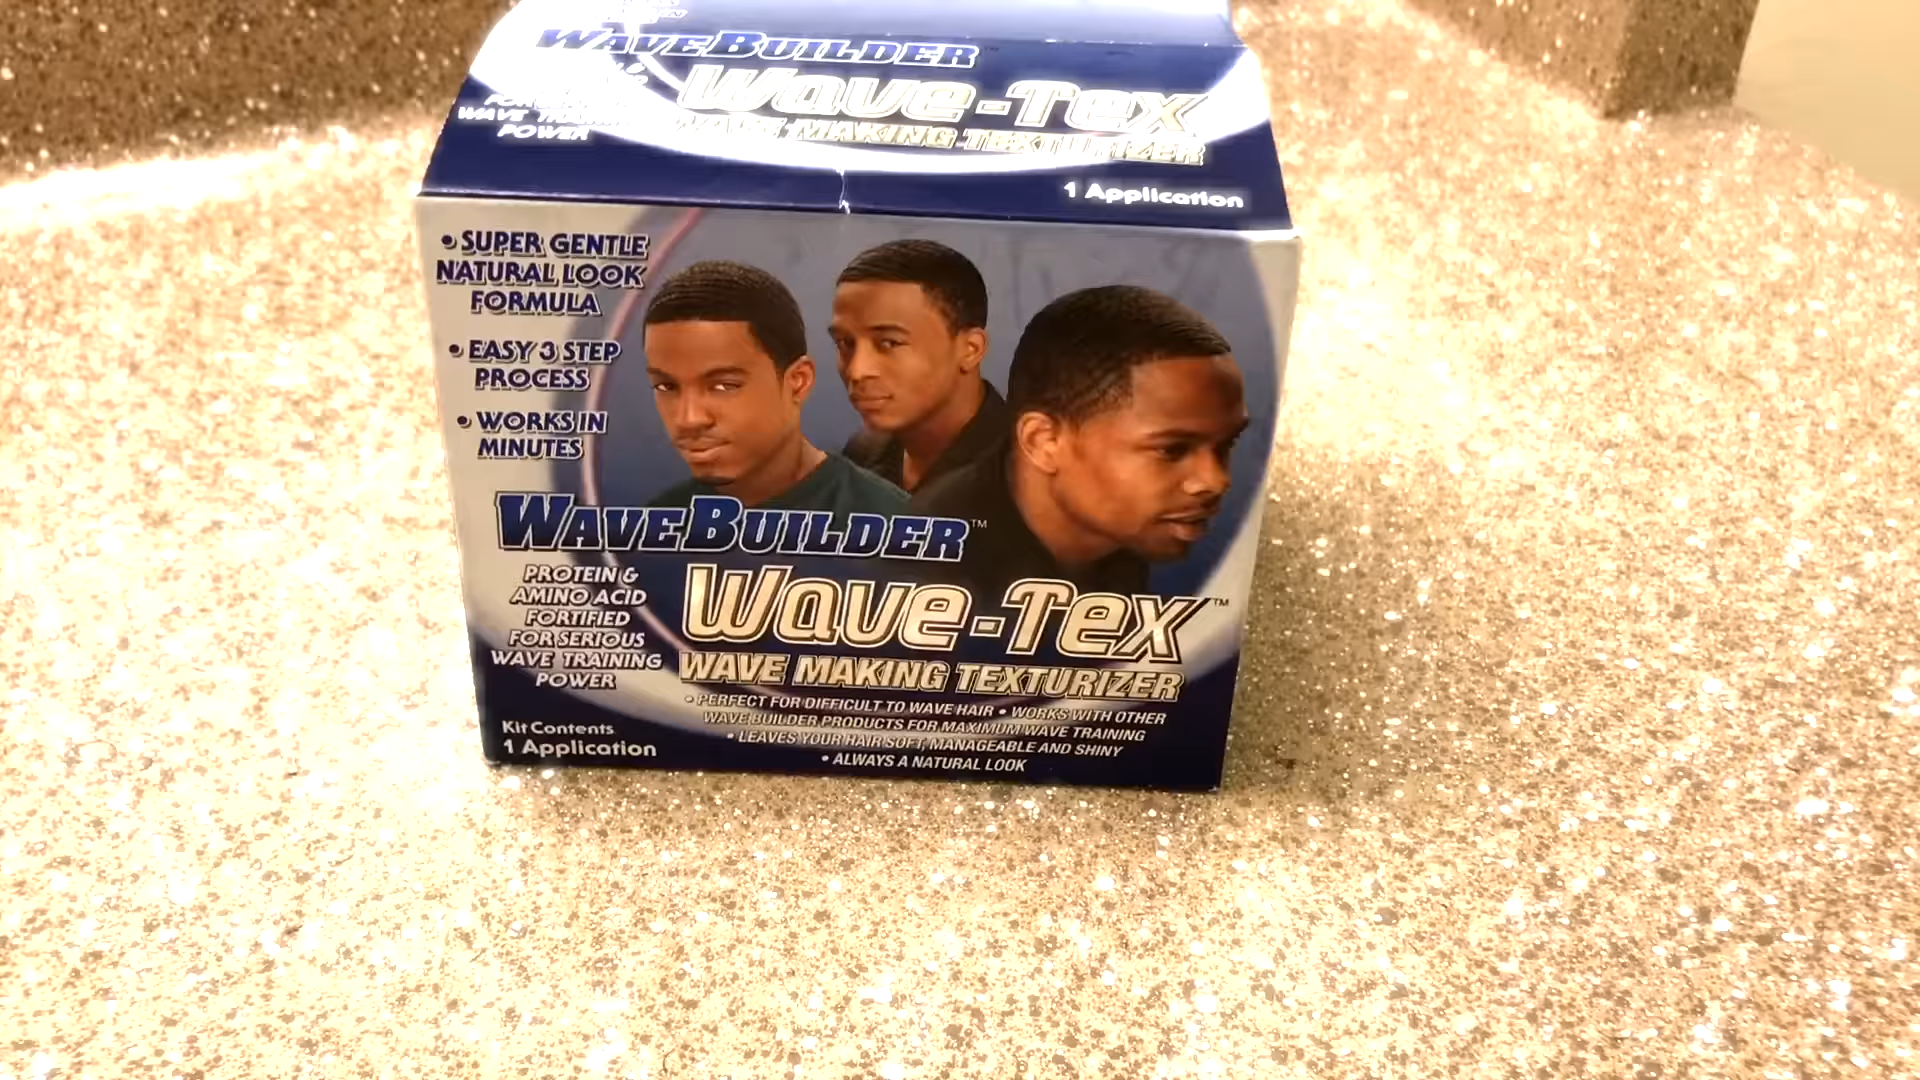 WAVEBUILDER
Wave-Tex
WAVE MAKING TEXTURIZER
WAVE TRAINING
POWER
1 Application
• SUPER GENTLE
NATURAL LOOK
FORMULA
• EASY 3 STEP
PROCESS
• WORKS IN
MINUTES
WAVEBUILDER™
PROTEIN &
AMINO ACID
FORTIFIED
FOR SERIOUS
WAVE TRAINING
POWER
Wave-Tex™
WAVE MAKING TEXTURIZER
• PERFECT FOR DIFFICULT TO WAVE HAIR • WORKS WITH OTHER
WAVE BUILDER PRODUCTS FOR MAXIMUM WAVE TRAINING
• LEAVES YOUR HAIR SOFT, MANAGEABLE AND SHINY
• ALWAYS A NATURAL LOOK
Kit Contents
1 Application